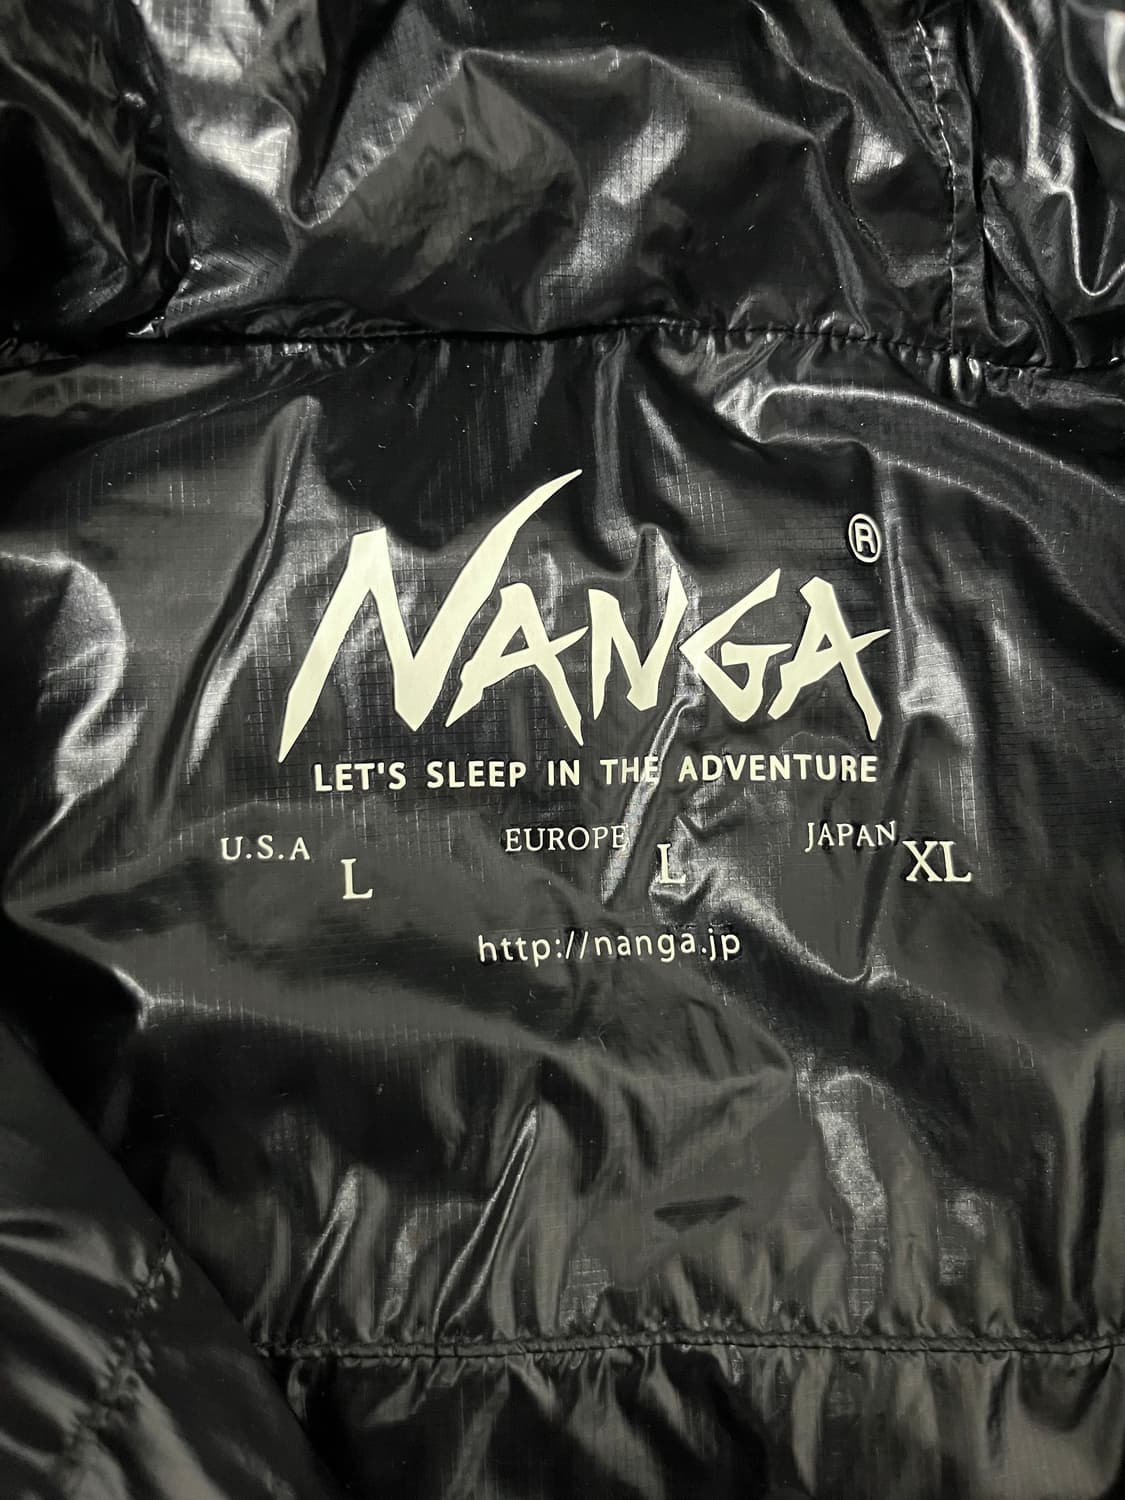 NANGA®
LET'S SLEEP IN THE ADVENTURE
U.S.A L EUROPE L JAPAN XL
http://nanga.jp